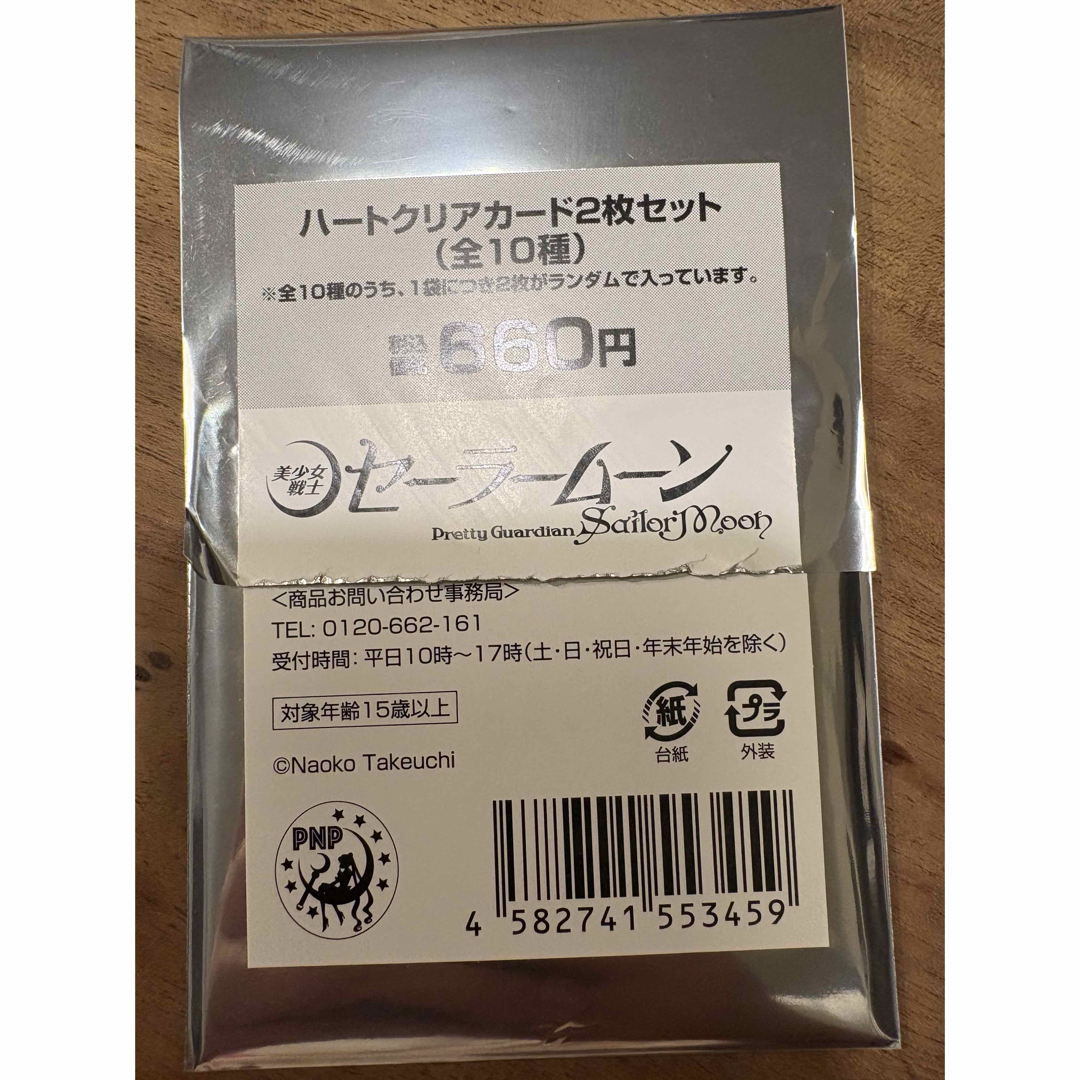 ハートクリアカード2枚セット
(全10種)
※全10種のうち、1袋につき2枚がランダムで入っています。
税込660円
美少女
戦士
セーラームーン
Pretty Guardian Sailor Moon
<商品お問い合わせ事務局>
TEL: 0120-662-161
受付時間: 平日10時～17時(土・日・祝日・年末年始を除く)
対象年齢15歳以上
紙
プラ
台紙
外装
©Naoko Takeuchi
PNP
4 582741 553459